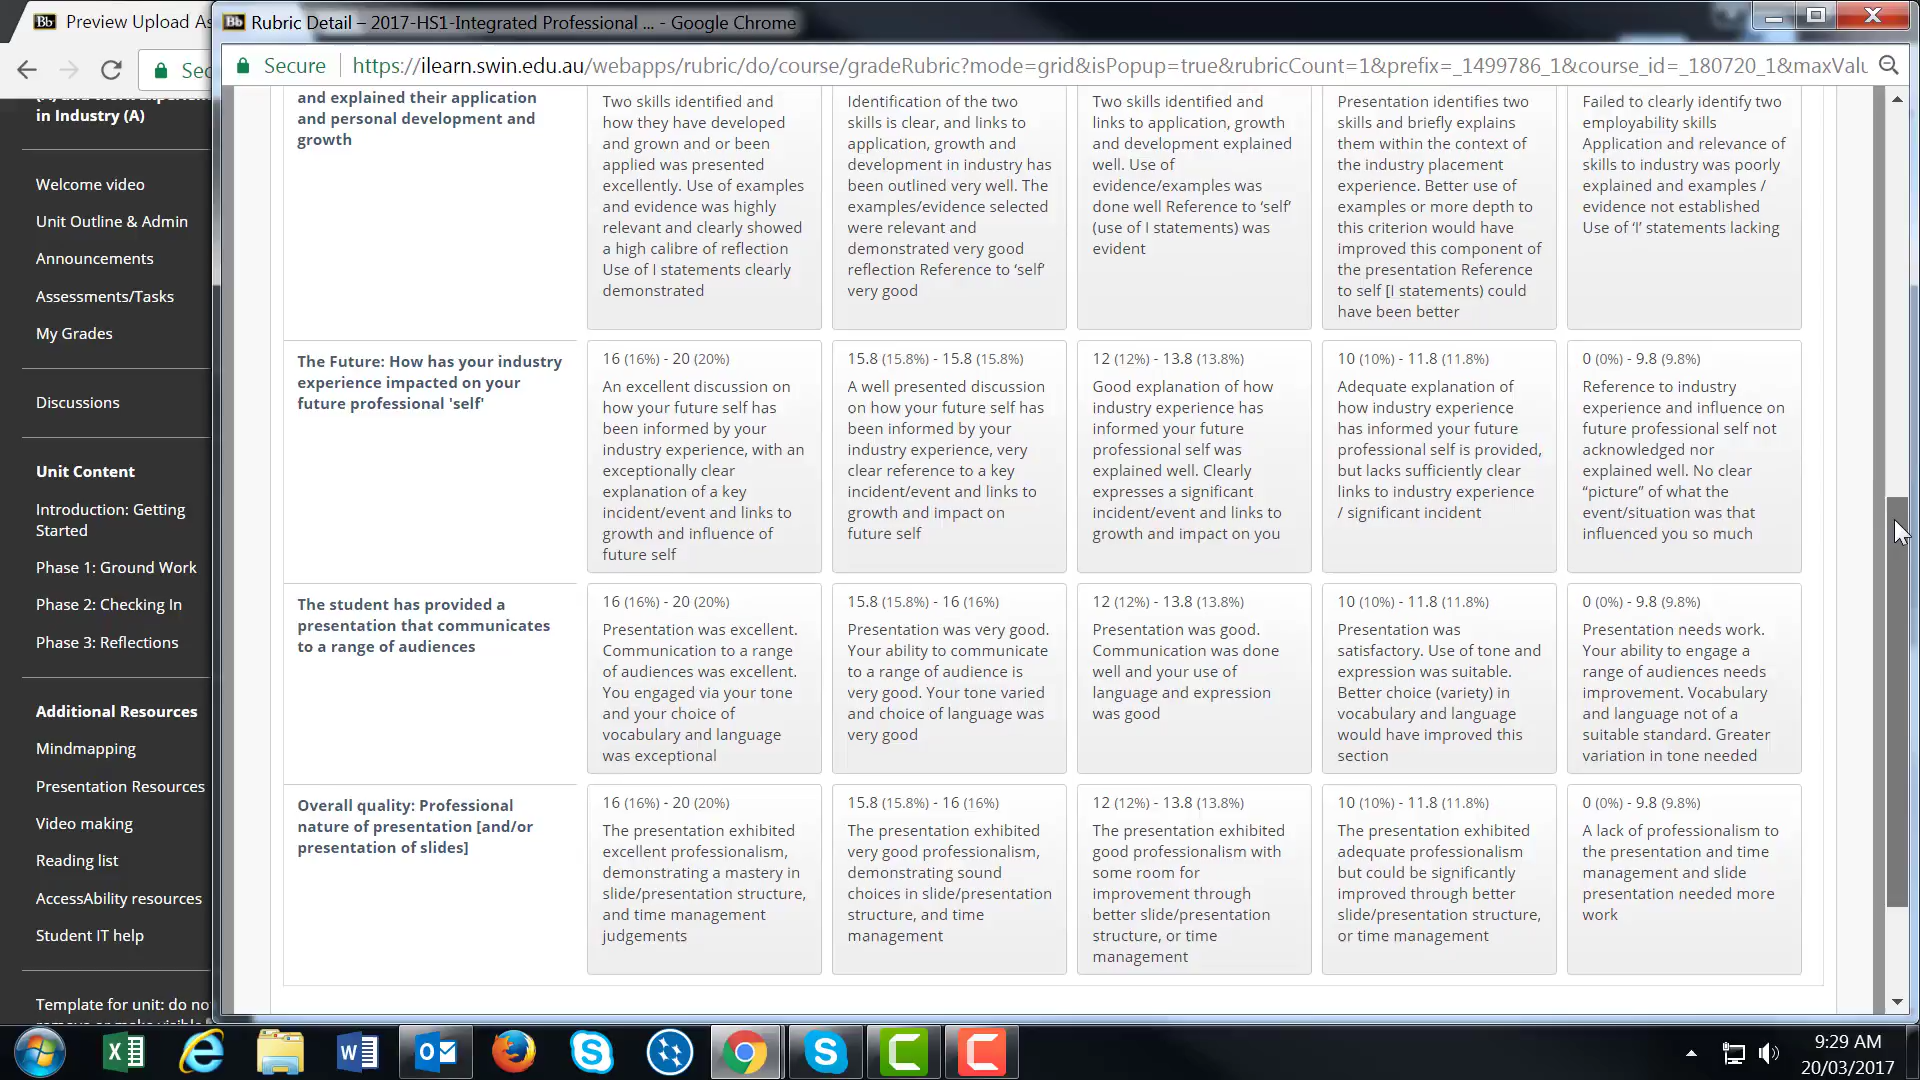 Preview Upload As
Rubric Detail – 2017-HS1-Integrated Professional ... - Google Chrome
Sec
Secure
https://ilearn.swin.edu.au/webapps/rubric/do/course/gradeRubric?mode=grid&isPopup=true&rubricCount=1&prefix=_1499786_1&course_id=_180720_1&maxValu
in Industry (A)
Welcome video
Unit Outline & Admin
Announcements
Assessments/Tasks
My Grades
Discussions
Unit Content
Introduction: Getting
Started
Phase 1: Ground Work
Phase 2: Checking In
Phase 3: Reflections
Additional Resources
Mindmapping
Presentation Resources
Video making
Reading list
AccessAbility resources
Student IT help
Template for unit: do no
and explained their application
and personal development and
growth
Two skills identified and
how they have developed
and grown and or been
applied was presented
excellently. Use of examples
and evidence was highly
relevant and clearly showed
a high calibre of reflection
Use of I statements clearly
demonstrated
Identification of the two
skills is clear, and links to
application, growth and
development in industry has
been outlined very well. The
examples/evidence selected
were relevant and
demonstrated very good
reflection Reference to ‘self’
very good
Two skills identified and
links to application, growth
and development explained
well. Use of
evidence/examples was
done well Reference to ‘self’
(use of I statements) was
evident
Presentation identifies two
skills and briefly explains
them within the context of
the industry placement
experience. Better use of
examples or more depth to
this criterion would have
improved this component of
the presentation Reference
to self [I statements) could
have been better
Failed to clearly identify two
employability skills
Application and relevance of
skills to industry was poorly
explained and examples /
evidence not established
Use of ‘I’ statements lacking
The Future: How has your industry
experience impacted on your
future professional 'self'
16 (16%) - 20 (20%)
An excellent discussion on
how your future self has
been informed by your
industry experience, with an
exceptionally clear
explanation of a key
incident/event and links to
growth and influence of
future self
15.8 (15.8%) - 15.8 (15.8%)
A well presented discussion
on how your future self has
been informed by your
industry experience, very
clear reference to a key
incident/event and links to
growth and impact on
future self
12 (12%) - 13.8 (13.8%)
Good explanation of how
industry experience has
informed your future
professional self was
explained well. Clearly
expresses a significant
incident/event and links to
growth and impact on you
10 (10%) - 11.8 (11.8%)
Adequate explanation of
how industry experience
has informed your future
professional self is provided,
but lacks sufficiently clear
links to industry experience
/ significant incident
0 (0%) - 9.8 (9.8%)
Reference to industry
experience and influence on
future professional self not
acknowledged nor
explained well. No clear
“picture” of what the
event/situation was that
influenced you so much
The student has provided a
presentation that communicates
to a range of audiences
16 (16%) - 20 (20%)
Presentation was excellent.
Communication to a range
of audiences was excellent.
You engaged via your tone
and your choice of
vocabulary and language
was exceptional
15.8 (15.8%) - 16 (16%)
Presentation was very good.
Your ability to communicate
to a range of audience is
very good. Your tone varied
and choice of language was
very good
12 (12%) - 13.8 (13.8%)
Presentation was good.
Communication was done
well and your use of
language and expression
was good
10 (10%) - 11.8 (11.8%)
Presentation was
satisfactory. Use of tone and
expression was suitable.
Better choice (variety) in
vocabulary and language
would have improved this
section
0 (0%) - 9.8 (9.8%)
Presentation needs work.
Your ability to engage a
range of audiences needs
improvement. Vocabulary
and language not of a
suitable standard. Greater
variation in tone needed
Overall quality: Professional
nature of presentation [and/or
presentation of slides]
16 (16%) - 20 (20%)
The presentation exhibited
excellent professionalism,
demonstrating a mastery in
slide/presentation structure,
and time management
judgements
15.8 (15.8%) - 16 (16%)
The presentation exhibited
very good professionalism,
demonstrating sound
choices in slide/presentation
structure, and time
management
12 (12%) - 13.8 (13.8%)
The presentation exhibited
good professionalism with
some room for
improvement through
better slide/presentation
structure, or time
management
10 (10%) - 11.8 (11.8%)
The presentation exhibited
adequate professionalism
but could be significantly
improved through better
slide/presentation structure,
or time management
0 (0%) - 9.8 (9.8%)
A lack of professionalism to
the presentation and time
management and slide
presentation needed more
work
9:29 AM
20/03/2017